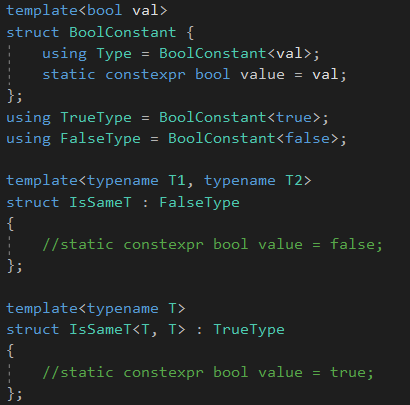 template<bool val>
struct BoolConstant {
    using Type = BoolConstant<val>;
    static constexpr bool value = val;
};
using TrueType = BoolConstant<true>;
using FalseType = BoolConstant<false>;

template<typename T1, typename T2>
struct IsSameT : FalseType
{
    //static constexpr bool value = false;
};

template<typename T>
struct IsSameT<T, T> : TrueType
{
    //static constexpr bool value = true;
};